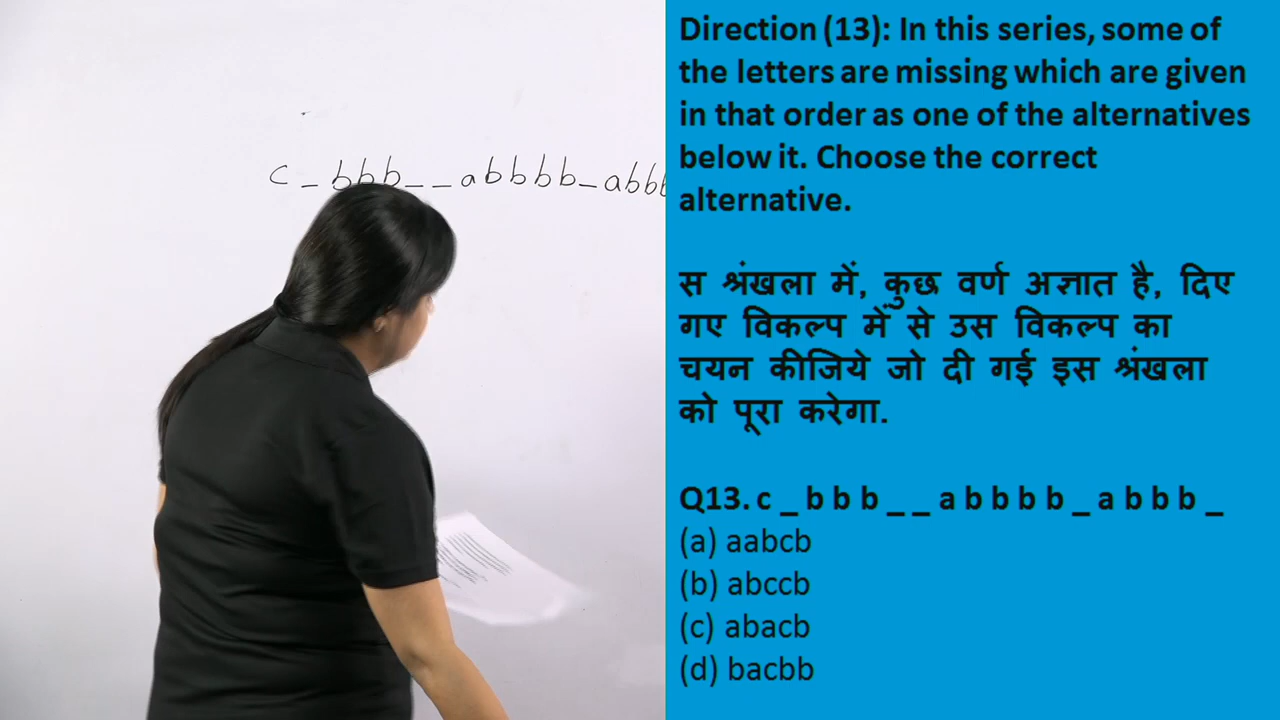 c _ bbb _ _ abbbb _ abbb
Direction (13): In this series, some of
the letters are missing which are given
in that order as one of the alternatives
below it. Choose the correct
alternative.
स श्रंखला में, कुछ वर्ण अज्ञात है, दिए
गए विकल्प में से उस विकल्प का
चयन कीजिये जो दी गई इस श्रंखला
को पूरा करेगा.
Q13. c _ b b b _ _ a b b b b _ a b b b _
(a) aabcb
(b) abccb
(c) abacb
(d) bacbb